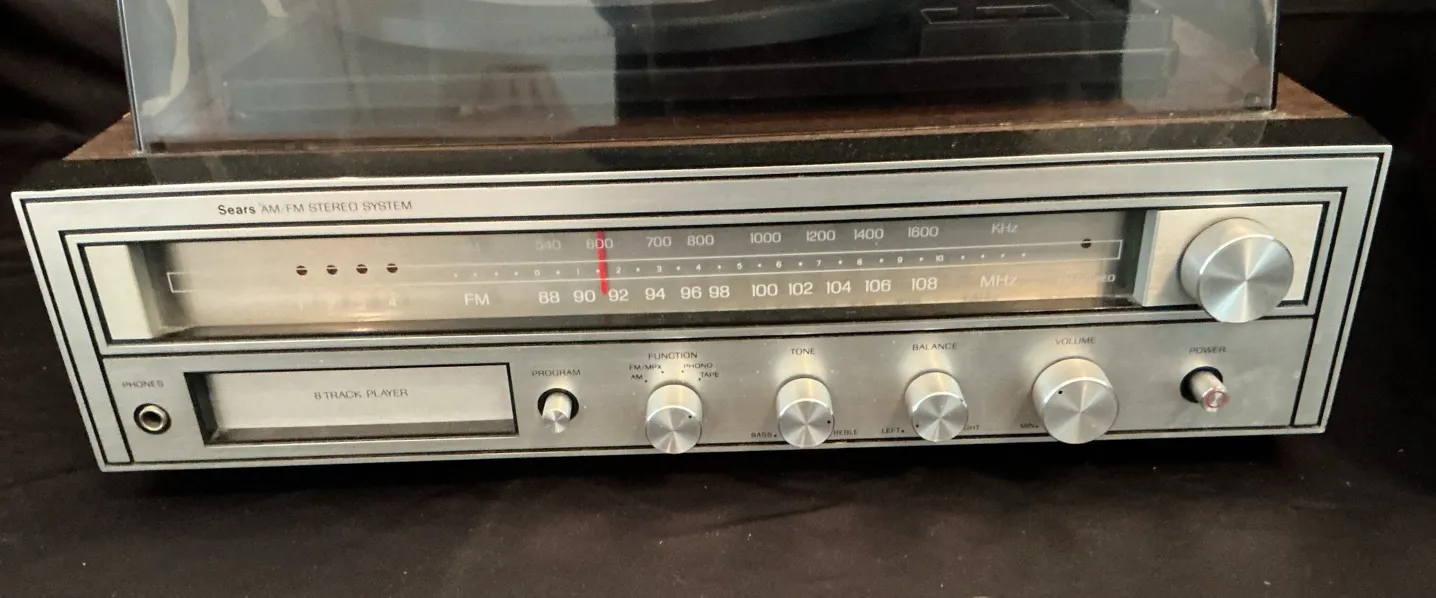 Sears AM/FM STEREO SYSTEM
540 600 700 800 1000 1200 1400 1600 KHz
0 1 2 3 4 5 6 7 8 9 10
1 2 3 4 FM 88 90 92 94 96 98 100 102 104 106 108 MHz
PHONES
8 TRACK PLAYER
PROGRAM
FUNCTION
FM/MPX PHONO
AM TAPE
TONE
BASS
BALANCE
LEFT
VOLUME
MIN
POWER